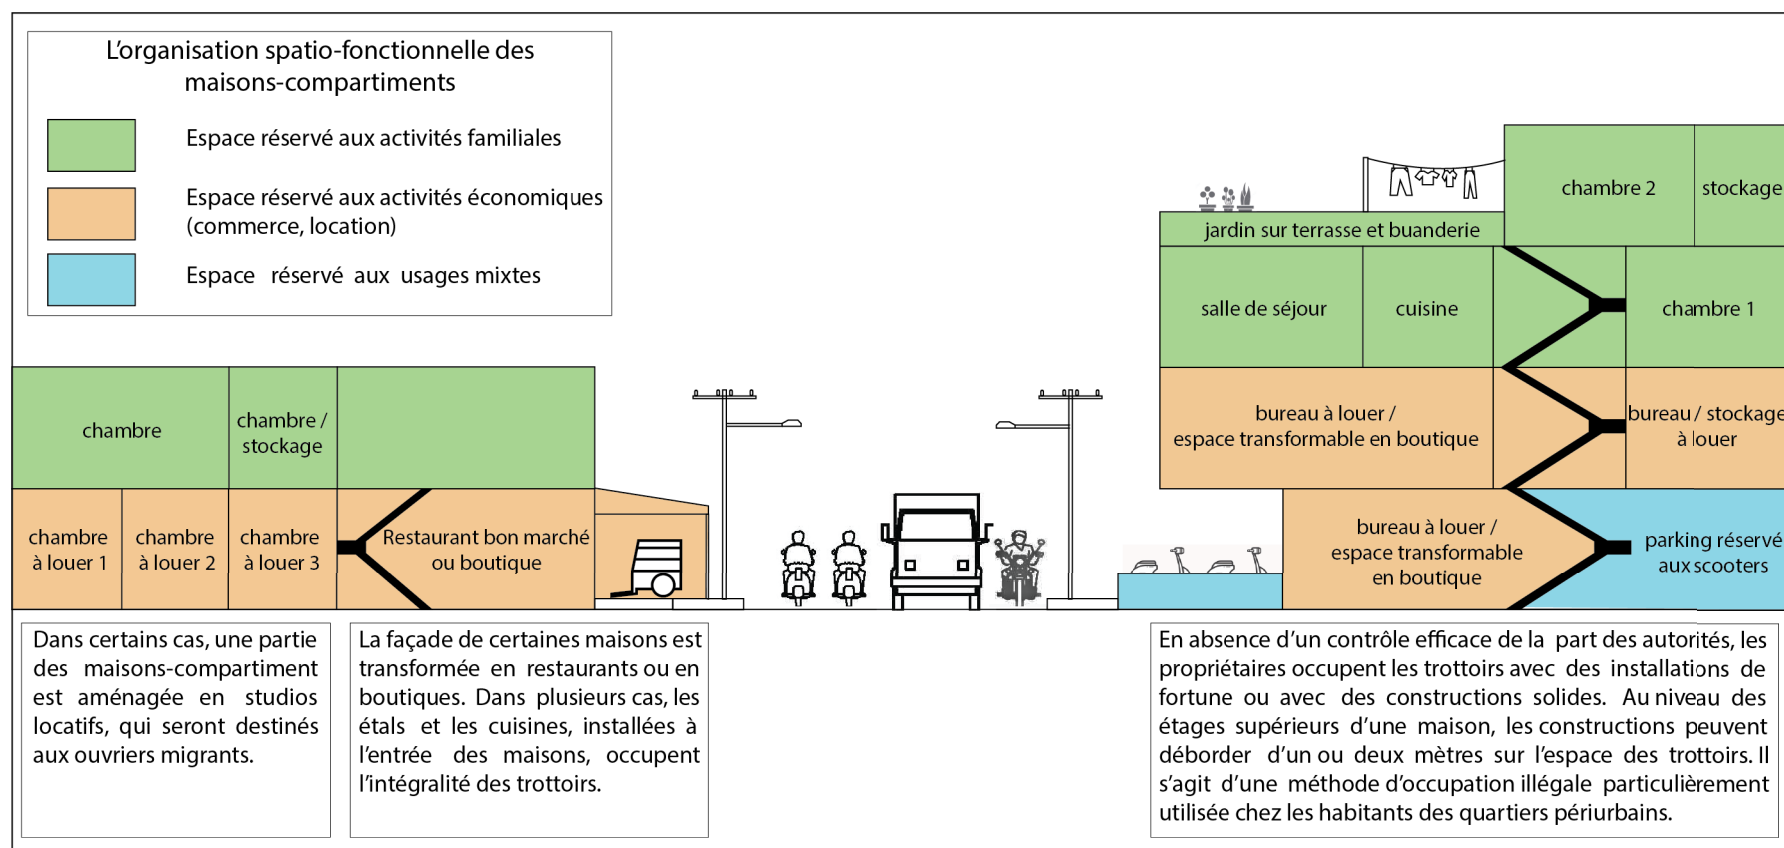 L'organisation spatio-fonctionnelle des
maisons-compartiments
Espace réservé aux activités familiales
Espace réservé aux activités économiques
(commerce, location)
Espace réservé aux usages mixtes
chambre 2
stockage
jardin sur terrasse et buanderie
salle de séjour
cuisine
chambre 1
bureau à louer /
espace transformable en boutique
bureau / stockage
à louer
bureau à louer /
espace transformable
en boutique
parking réservé
aux scooters
chambre
chambre /
stockage
chambre
à louer 1
chambre
à louer 2
chambre
à louer 3
Restaurant bon marché
ou boutique
Dans certains cas, une partie
des maisons-compartiment
est aménagée en studios
locatifs, qui seront destinés
aux ouvriers migrants.
La façade de certaines maisons est
transformée en restaurants ou en
boutiques. Dans plusieurs cas, les
étals et les cuisines, installées à
l'entrée des maisons, occupent
l'intégralité des trottoirs.
En absence d'un contrôle efficace de la part des autorités, les
propriétaires occupent les trottoirs avec des installations de
fortune ou avec des constructions solides. Au niveau des
étages supérieurs d'une maison, les constructions peuvent
déborder d'un ou deux mètres sur l'espace des trottoirs. Il
s'agit d'une méthode d'occupation illégale particulièrement
utilisée chez les habitants des quartiers périurbains.